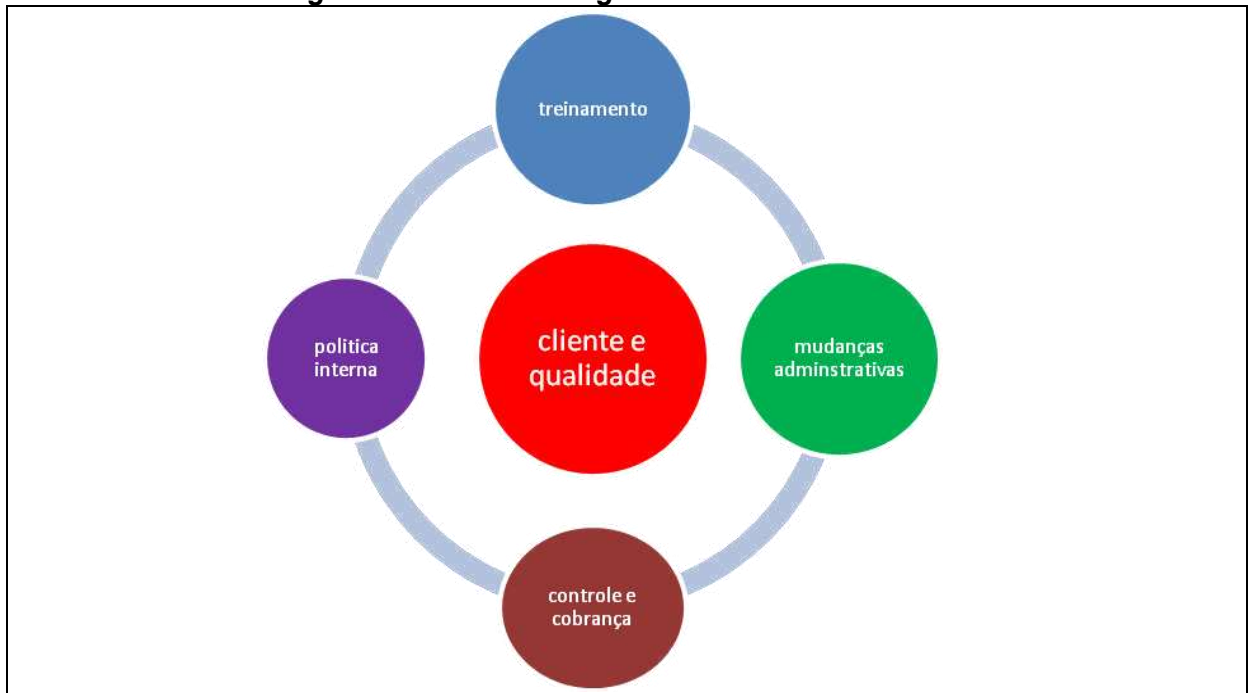 treinamento
politica
interna
cliente e
qualidade
mudanças
adminstrativas
controle e
cobrança